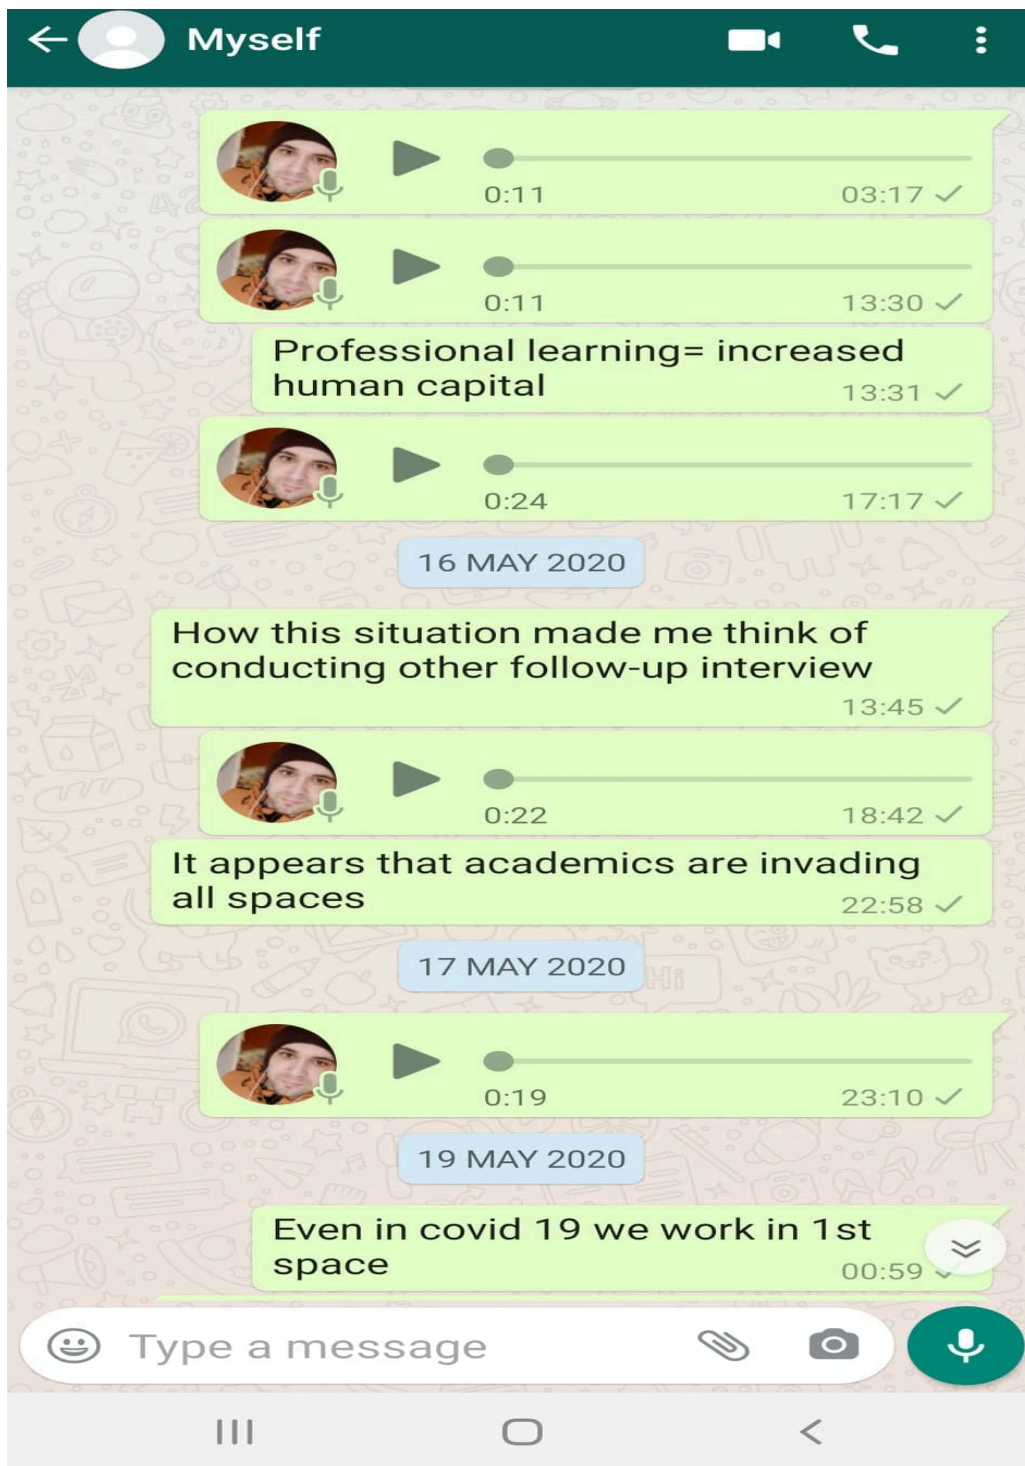 Myself
0:11 03:17
0:11 13:30
Professional learning= increased
human capital 13:31
0:24 17:17
16 MAY 2020
How this situation made me think of
conducting other follow-up interview
13:45
0:22 18:42
It appears that academics are invading
all spaces 22:58
17 MAY 2020
Hi
0:19 23:10
19 MAY 2020
Even in covid 19 we work in 1st
space 00:59
Type a message